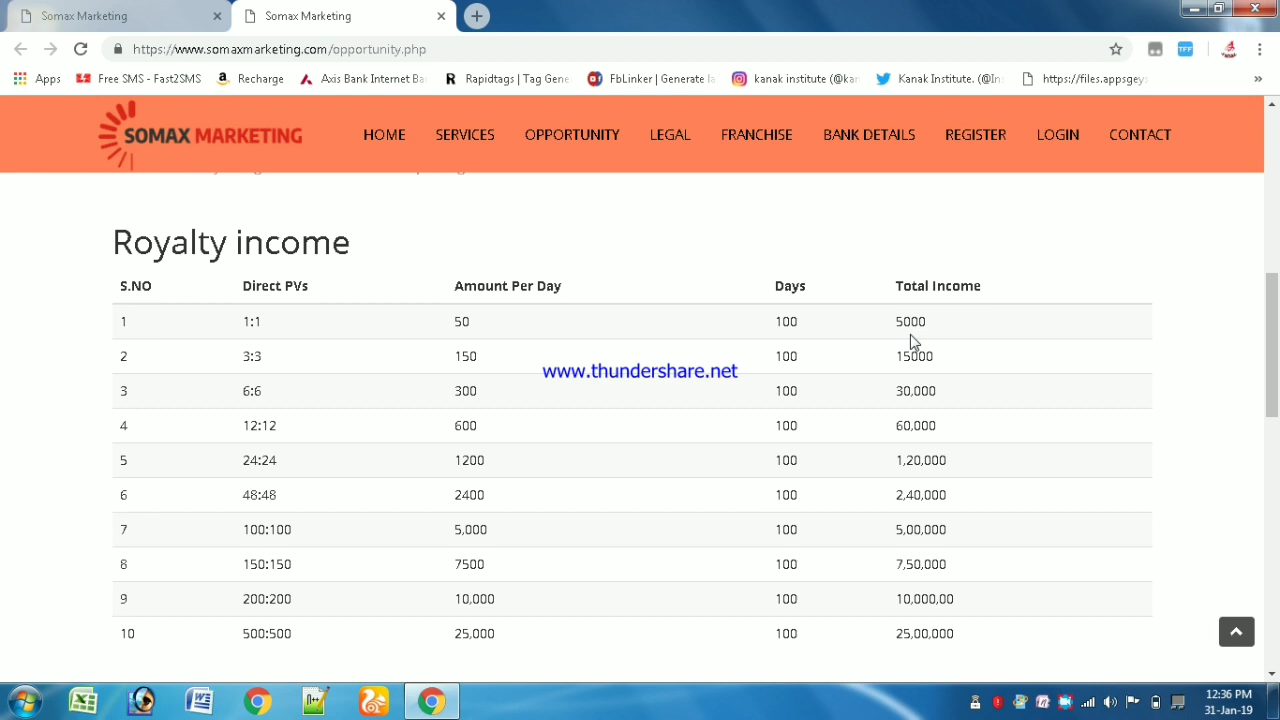 Somax Marketing
Somax Marketing
https://www.somaxmarketing.com/opportunity.php
Apps
Free SMS - Fast2SMS
Recharge
Axis Bank Internet Ba
Rapidtags | Tag Gene
FbLinker | Generate
kanak institute (@kan
Kanak Institute. (@In
https://files.appsgeys
SOMAX MARKETING
HOME
SERVICES
OPPORTUNITY
LEGAL
FRANCHISE
BANK DETAILS
REGISTER
LOGIN
CONTACT
Royalty income
S.NO Direct PVs Amount Per Day Days Total Income
1 1:1 50 100 5000
2 3:3 150 100 15000
www.thundershare.net
3 6:6 300 100 30,000
4 12:12 600 100 60,000
5 24:24 1200 100 1,20,000
6 48:48 2400 100 2,40,000
7 100:100 5,000 100 5,00,000
8 150:150 7500 100 7,50,000
9 200:200 10,000 100 10,000,00
10 500:500 25,000 100 25,00,000
12:36 PM
31-Jan-19